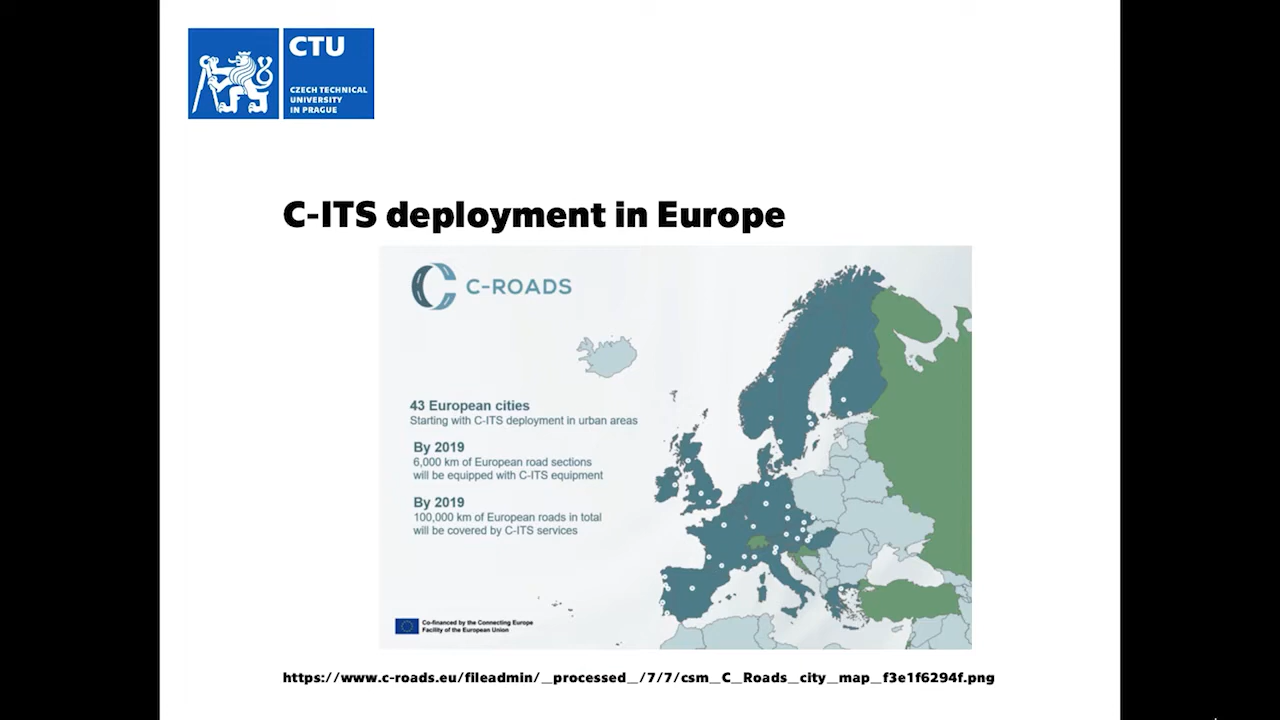 CTU
CZECH TECHNICAL
UNIVERSITY
IN PRAGUE
C-ITS deployment in Europe
C-ROADS
43 European cities
Starting with C-ITS deployment in urban areas
By 2019
6,000 km of European road sections
will be equipped with C-ITS equipment
By 2019
100,000 km of European roads in total
will be covered by C-ITS services
Co-financed by the Connecting Europe
Facility of the European Union
https://www.c-roads.eu/fileadmin/_processed_/7/7/csm_C_Roads_city_map_f3e1f6294f.png